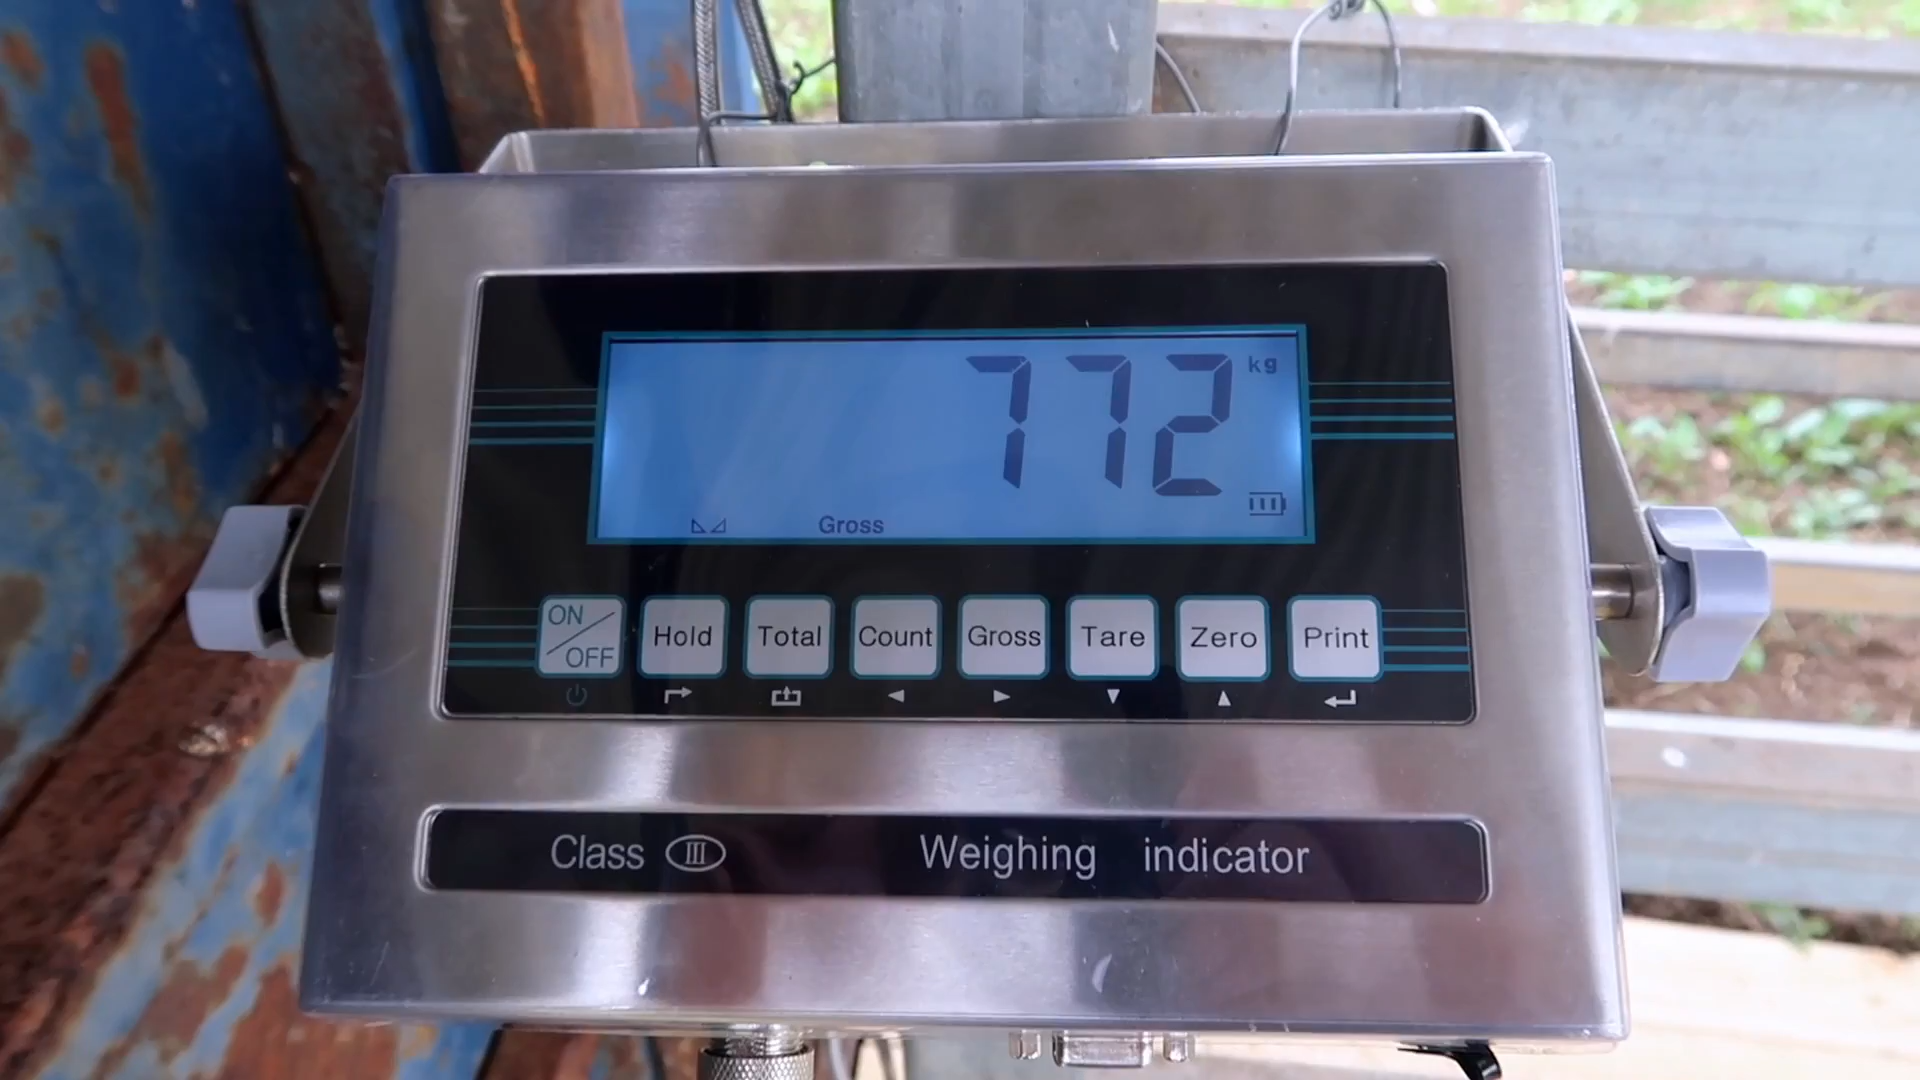 772 kg
Gross
ON/OFF Hold Total Count Gross Tare Zero Print
Class III Weighing indicator